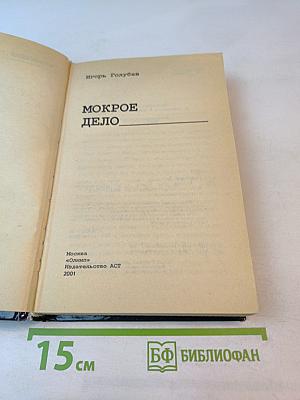 Игорь Голубев
МОКРОЕ
ДЕЛО
Москва
«Олимп»
Издательство АСТ
2001
15 см
БФ БИБЛИОФАН